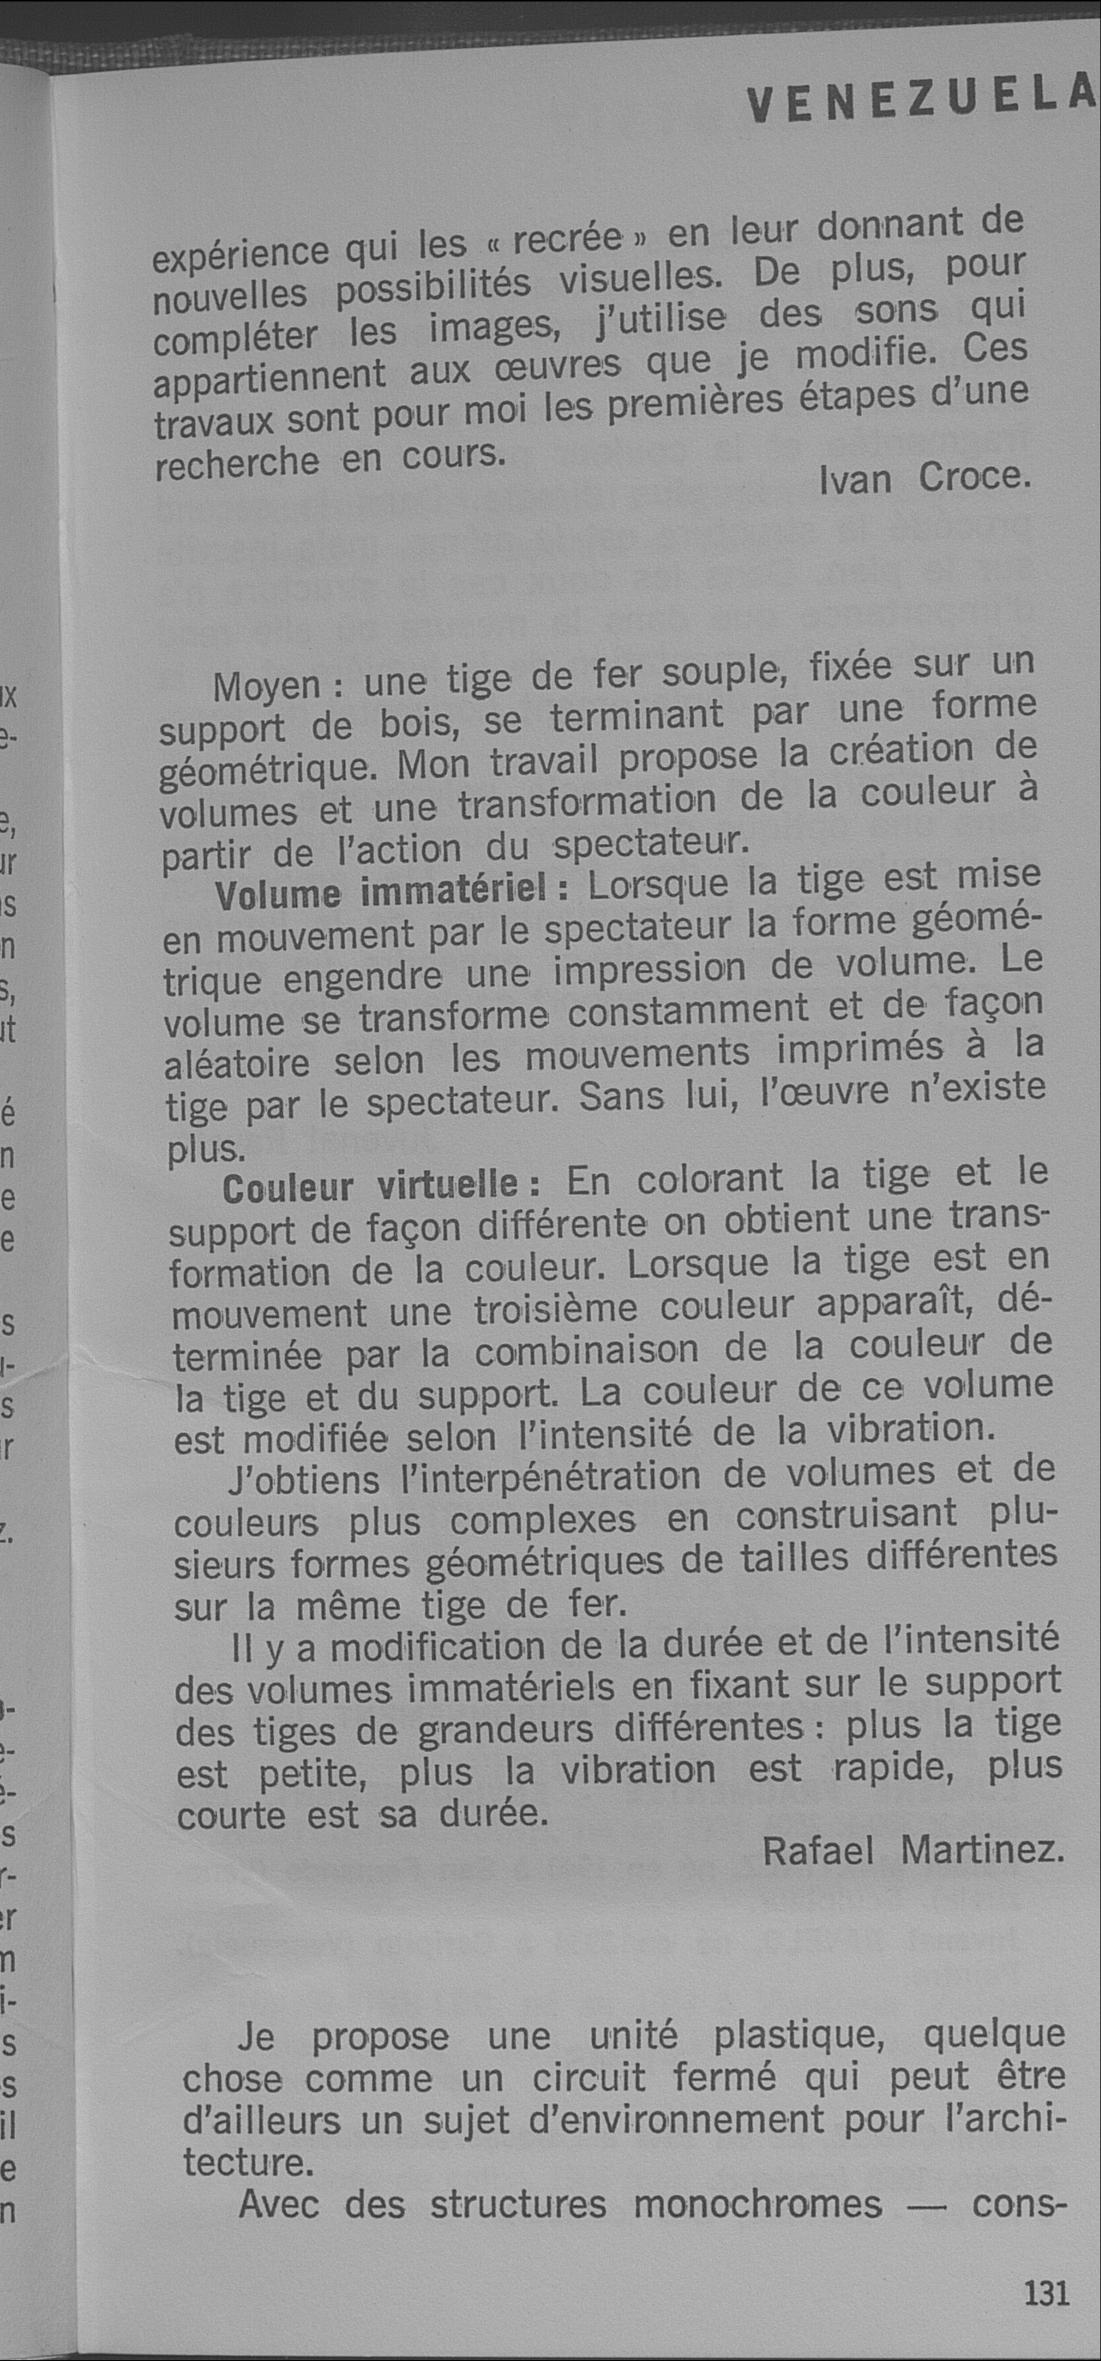 VENEZUELA
expérience qui les « recrée » en leur donnant de
nouvelles possibilités visuelles. De plus, pour
compléter les images, j'utilise des sons qui
appartiennent aux œuvres que je modifie. Ces
travaux sont pour moi les premières étapes d'une
recherche en cours.
Ivan Croce.
Moyen : une tige de fer souple, fixée sur un
support de bois, se terminant par une forme
géométrique. Mon travail propose la création de
volumes et une transformation de la couleur à
partir de l'action du spectateur.
Volume immatériel : Lorsque la tige est mise
en mouvement par le spectateur la forme géomé-
trique engendre une impression de volume. Le
volume se transforme constamment et de façon
aléatoire selon les mouvements imprimés à la
tige par le spectateur. Sans lui, l'œuvre n'existe
plus.
Couleur virtuelle : En colorant la tige et le
support de façon différente on obtient une trans-
formation de la couleur. Lorsque la tige est en
mouvement une troisième couleur apparaît, dé-
terminée par la combinaison de la couleur de
la tige et du support. La couleur de ce volume
est modifiée selon l'intensité de la vibration.
J'obtiens l'interpénétration de volumes et de
couleurs plus complexes en construisant plu-
sieurs formes géométriques de tailles différentes
sur la même tige de fer.
Il y a modification de la durée et de l'intensité
des volumes immatériels en fixant sur le support
des tiges de grandeurs différentes : plus la tige
est petite, plus la vibration est rapide, plus
courte est sa durée.
Rafael Martinez.
Je propose une unité plastique, quelque
chose comme un circuit fermé qui peut être
d'ailleurs un sujet d'environnement pour l'archi-
tecture.
Avec des structures monochromes — cons-
131